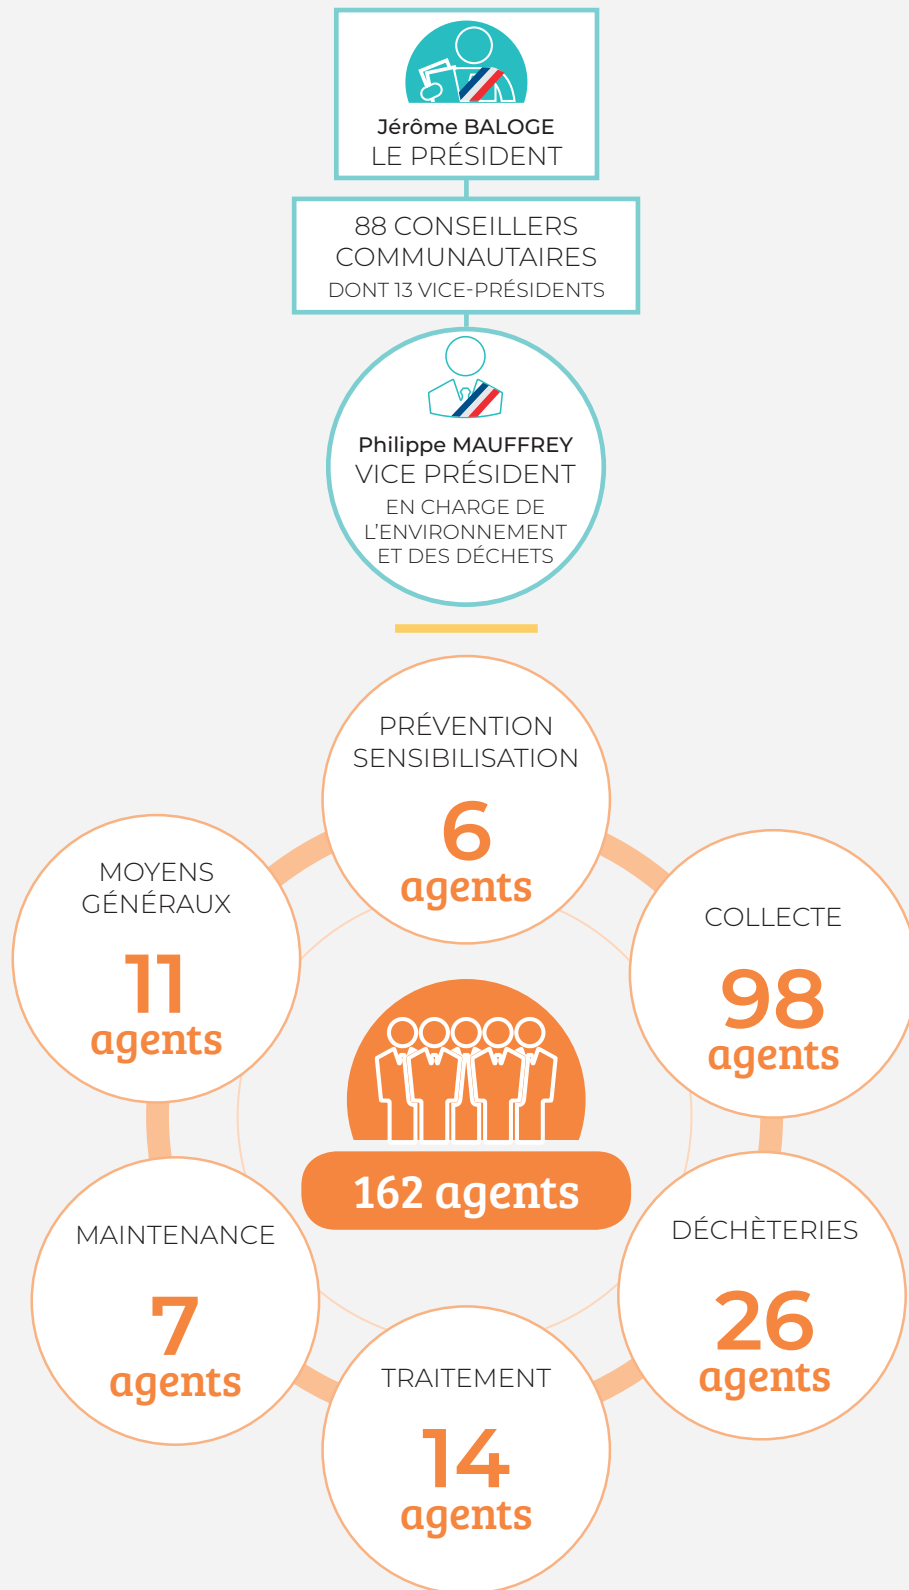 Jérôme BALOGE
LE PRÉSIDENT
88 CONSEILLERS
COMMUNAUTAIRES
DONT 13 VICE-PRÉSIDENTS
Philippe MAUFFREY
VICE PRÉSIDENT
EN CHARGE DE
L'ENVIRONNEMENT
ET DES DÉCHETS
PRÉVENTION
SENSIBILISATION
6
agents
MOYENS
GÉNÉRAUX
11
agents
COLLECTE
98
agents
162 agents
MAINTENANCE
7
agents
DÉCHÈTERIES
26
agents
TRAITEMENT
14
agents